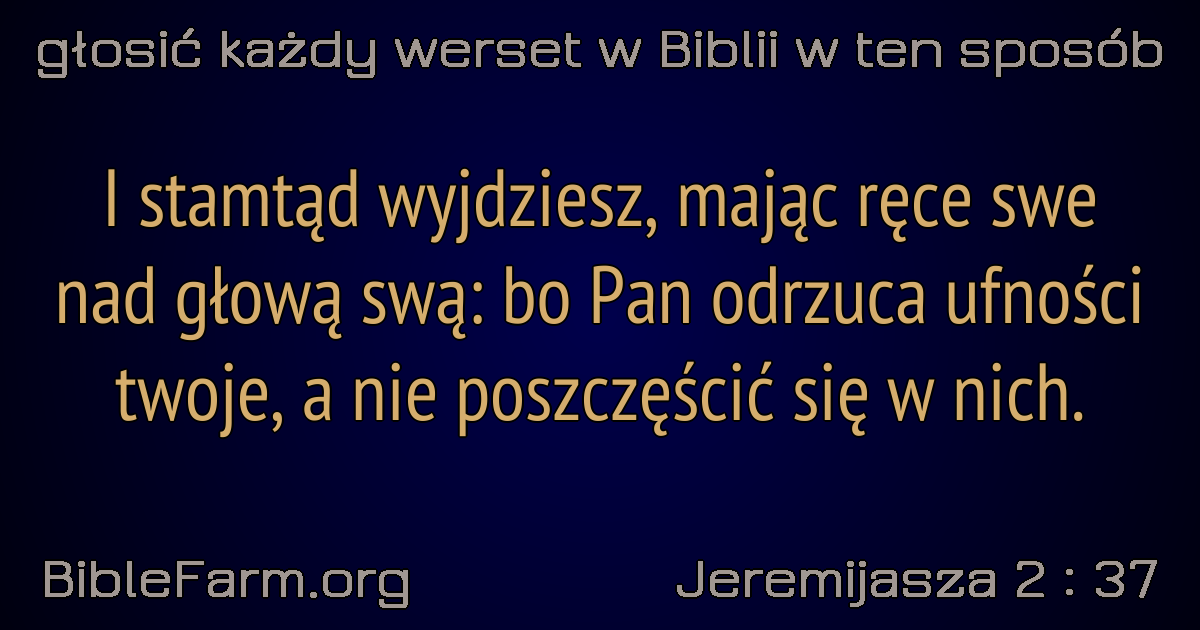 głosić każdy werset w Biblii w ten sposób
I stamtąd wyjdziesz, mając ręce swe
nad głową swą: bo Pan odrzuca ufności
twoje, a nie poszczęścić się w nich.
BibleFarm.org
Jeremijasza 2 : 37